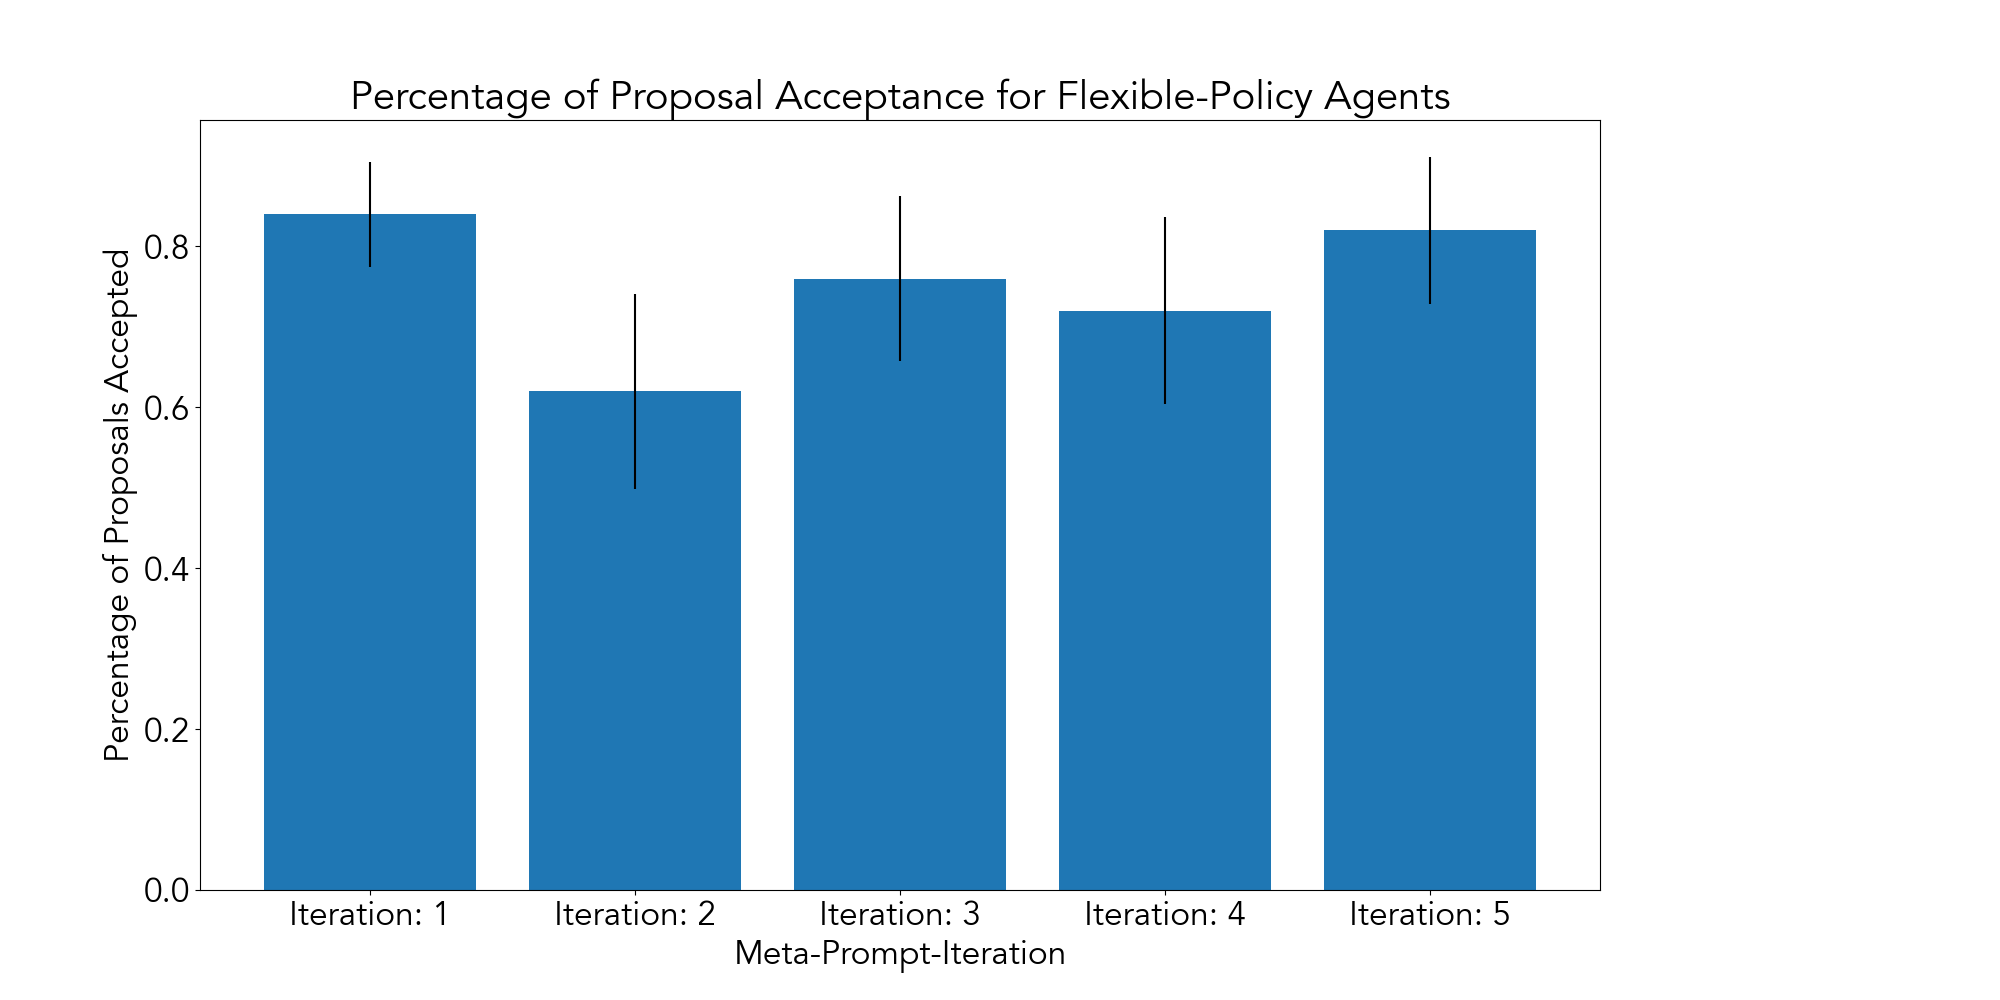 Percentage of Proposal Acceptance for Flexible-Policy Agents
Percentage of Proposals Accepted
0.8
0.6
0.4
0.2
0.0
Iteration: 1
Iteration: 2
Iteration: 3
Iteration: 4
Iteration: 5
Meta-Prompt-Iteration